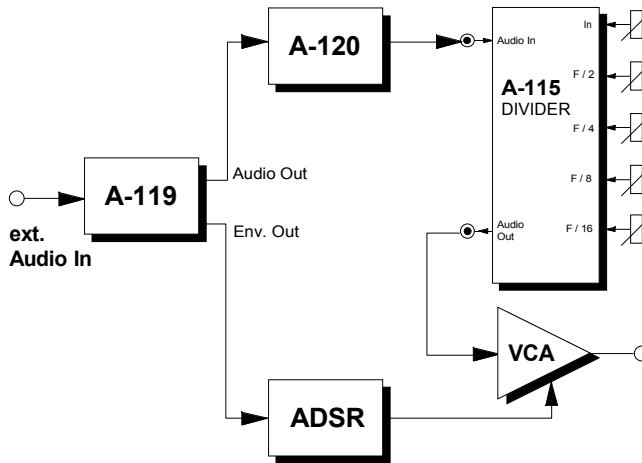 A-120
Audio In
In
A-115
DIVIDER
F / 2
F / 4
F / 8
F / 16
Audio
Out
A-119
Audio Out
Env. Out
ext.
Audio In
VCA
ADSR